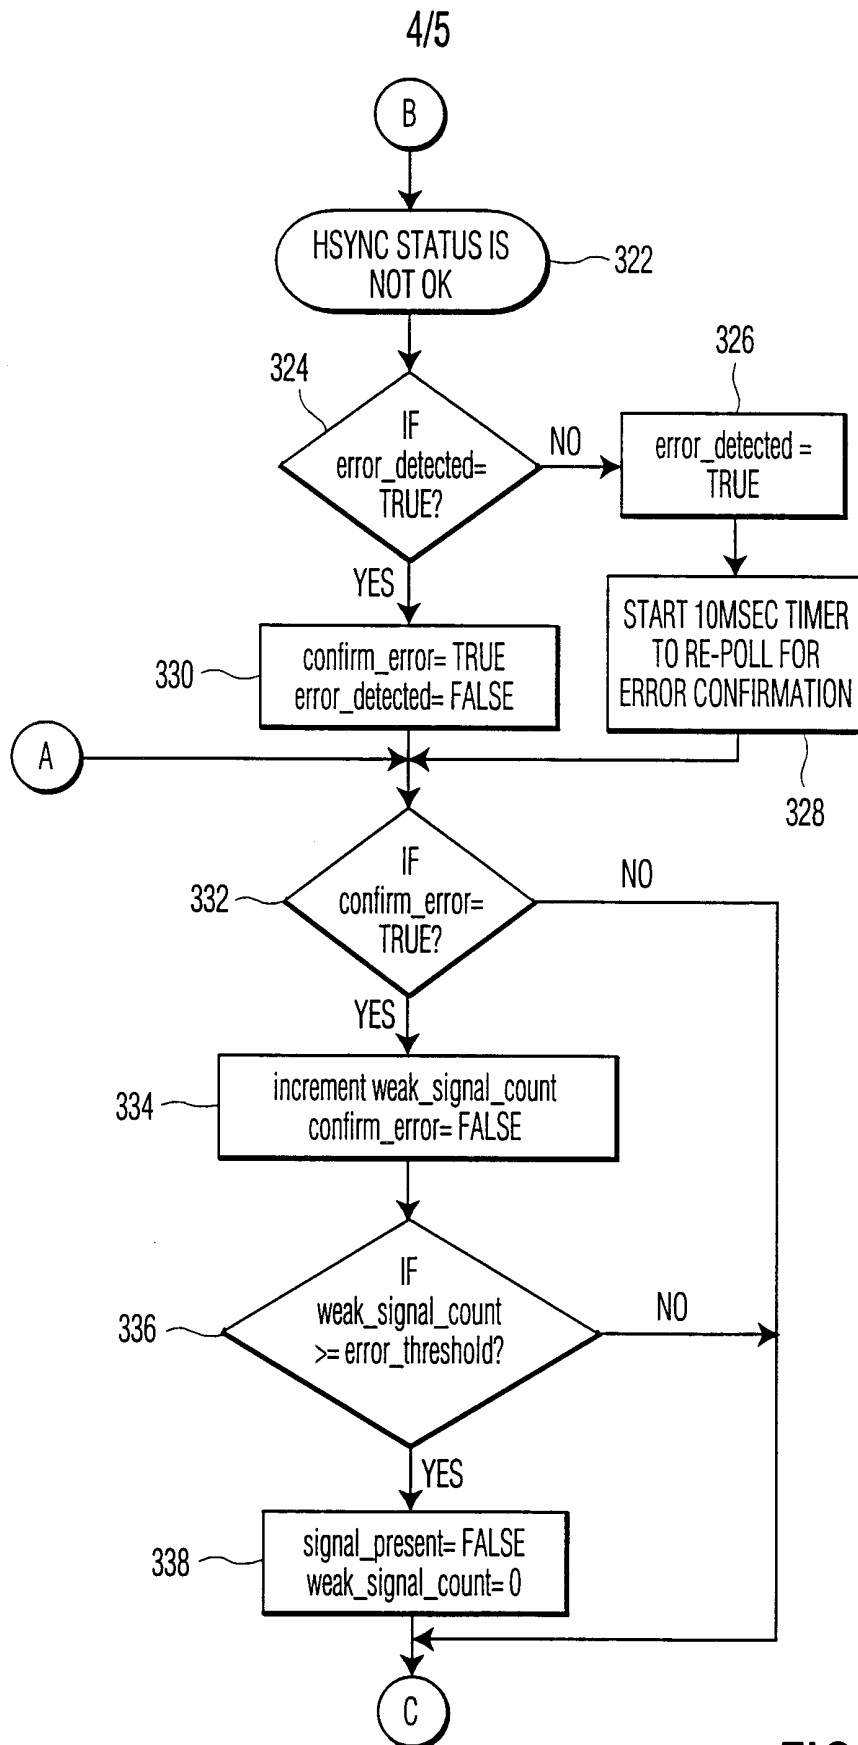 4/5
B
HSYNC STATUS IS
NOT OK
322
324
IF
error_detected=
TRUE?
NO
326
error_detected =
TRUE
YES
START 10MSEC TIMER
TO RE-POLL FOR
ERROR CONFIRMATION
328
330
confirm_error= TRUE
error_detected= FALSE
A
332
IF
confirm_error=
TRUE?
NO
YES
334
increment weak_signal_count
confirm_error= FALSE
336
IF
weak_signal_count
>= error_threshold?
NO
YES
338
signal_present= FALSE
weak_signal_count= 0
C